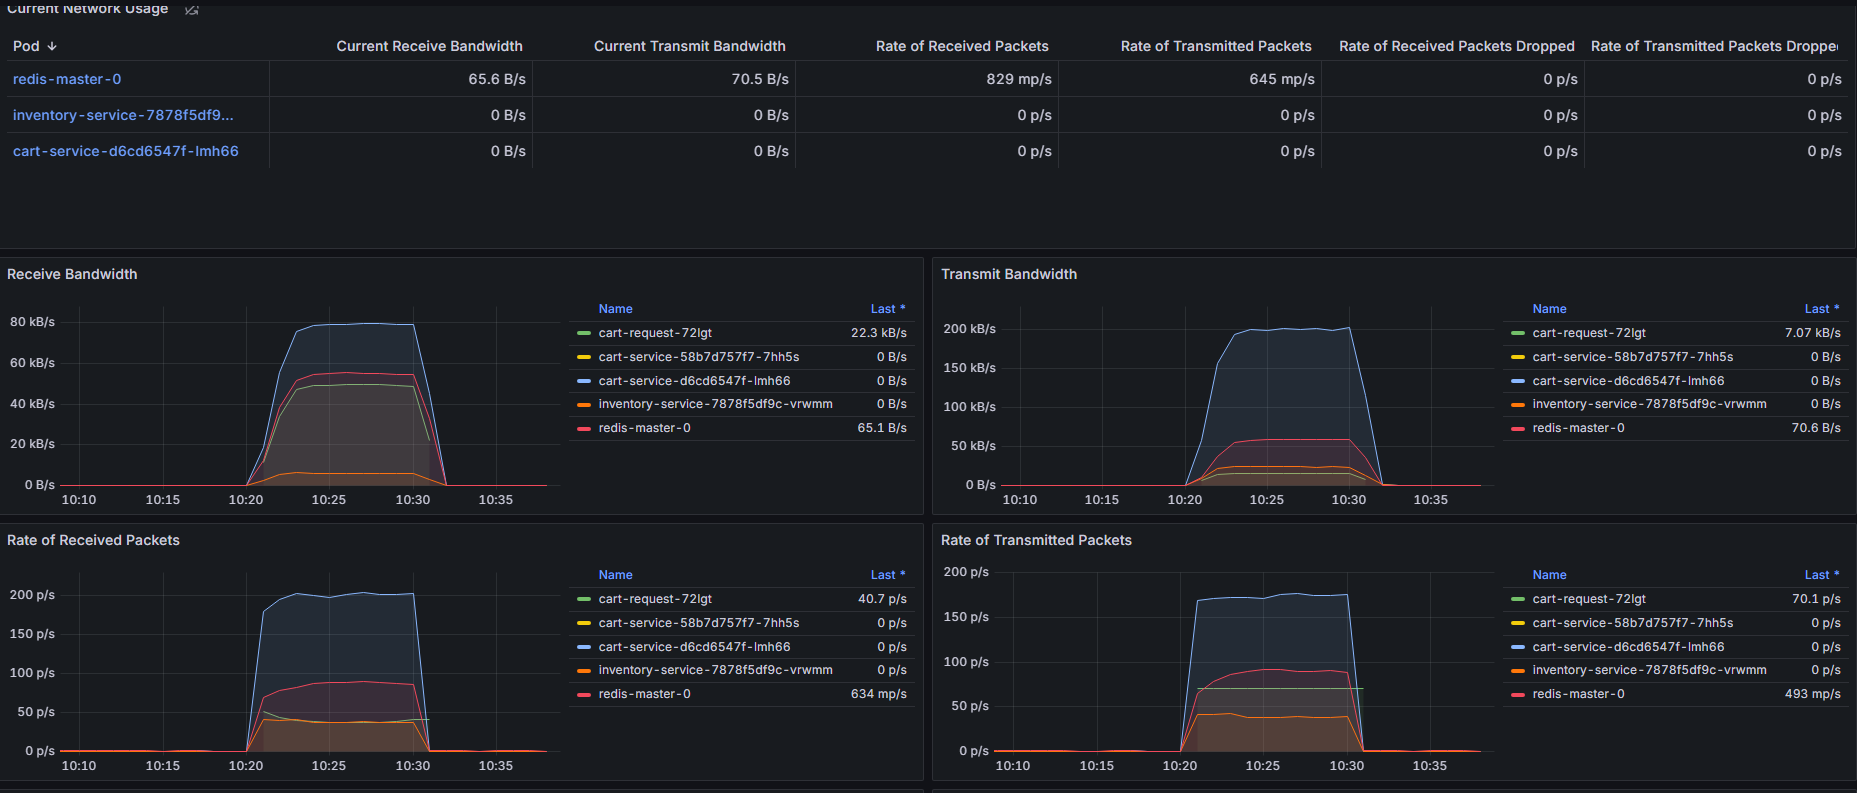 Current Network Usage
Pod Current Receive Bandwidth Current Transmit Bandwidth Rate of Received Packets Rate of Transmitted Packets Rate of Received Packets Dropped Rate of Transmitted Packets Dropped
redis-master-0 65.6 B/s 70.5 B/s 829 mp/s 645 mp/s 0 p/s 0 p/s
inventory-service-7878f5df9... 0 B/s 0 B/s 0 p/s 0 p/s 0 p/s 0 p/s
cart-service-d6cd6547f-lmh66 0 B/s 0 B/s 0 p/s 0 p/s 0 p/s 0 p/s
Receive Bandwidth
80 kB/s
60 kB/s
40 kB/s
20 kB/s
0 B/s
10:10 10:15 10:20 10:25 10:30 10:35
Name Last *
cart-request-72lgt 22.3 kB/s
cart-service-58b7d757f7-7hh5s 0 B/s
cart-service-d6cd6547f-lmh66 0 B/s
inventory-service-7878f5df9c-vrwmm 0 B/s
redis-master-0 65.1 B/s
Transmit Bandwidth
200 kB/s
150 kB/s
100 kB/s
50 kB/s
0 B/s
10:10 10:15 10:20 10:25 10:30 10:35
Name Last *
cart-request-72lgt 7.07 kB/s
cart-service-58b7d757f7-7hh5s 0 B/s
cart-service-d6cd6547f-lmh66 0 B/s
inventory-service-7878f5df9c-vrwmm 0 B/s
redis-master-0 70.6 B/s
Rate of Received Packets
200 p/s
150 p/s
100 p/s
50 p/s
0 p/s
10:10 10:15 10:20 10:25 10:30 10:35
Name Last *
cart-request-72lgt 40.7 p/s
cart-service-58b7d757f7-7hh5s 0 p/s
cart-service-d6cd6547f-lmh66 0 p/s
inventory-service-7878f5df9c-vrwmm 0 p/s
redis-master-0 634 mp/s
Rate of Transmitted Packets
200 p/s
150 p/s
100 p/s
50 p/s
0 p/s
10:10 10:15 10:20 10:25 10:30 10:35
Name Last *
cart-request-72lgt 70.1 p/s
cart-service-58b7d757f7-7hh5s 0 p/s
cart-service-d6cd6547f-lmh66 0 p/s
inventory-service-7878f5df9c-vrwmm 0 p/s
redis-master-0 493 mp/s